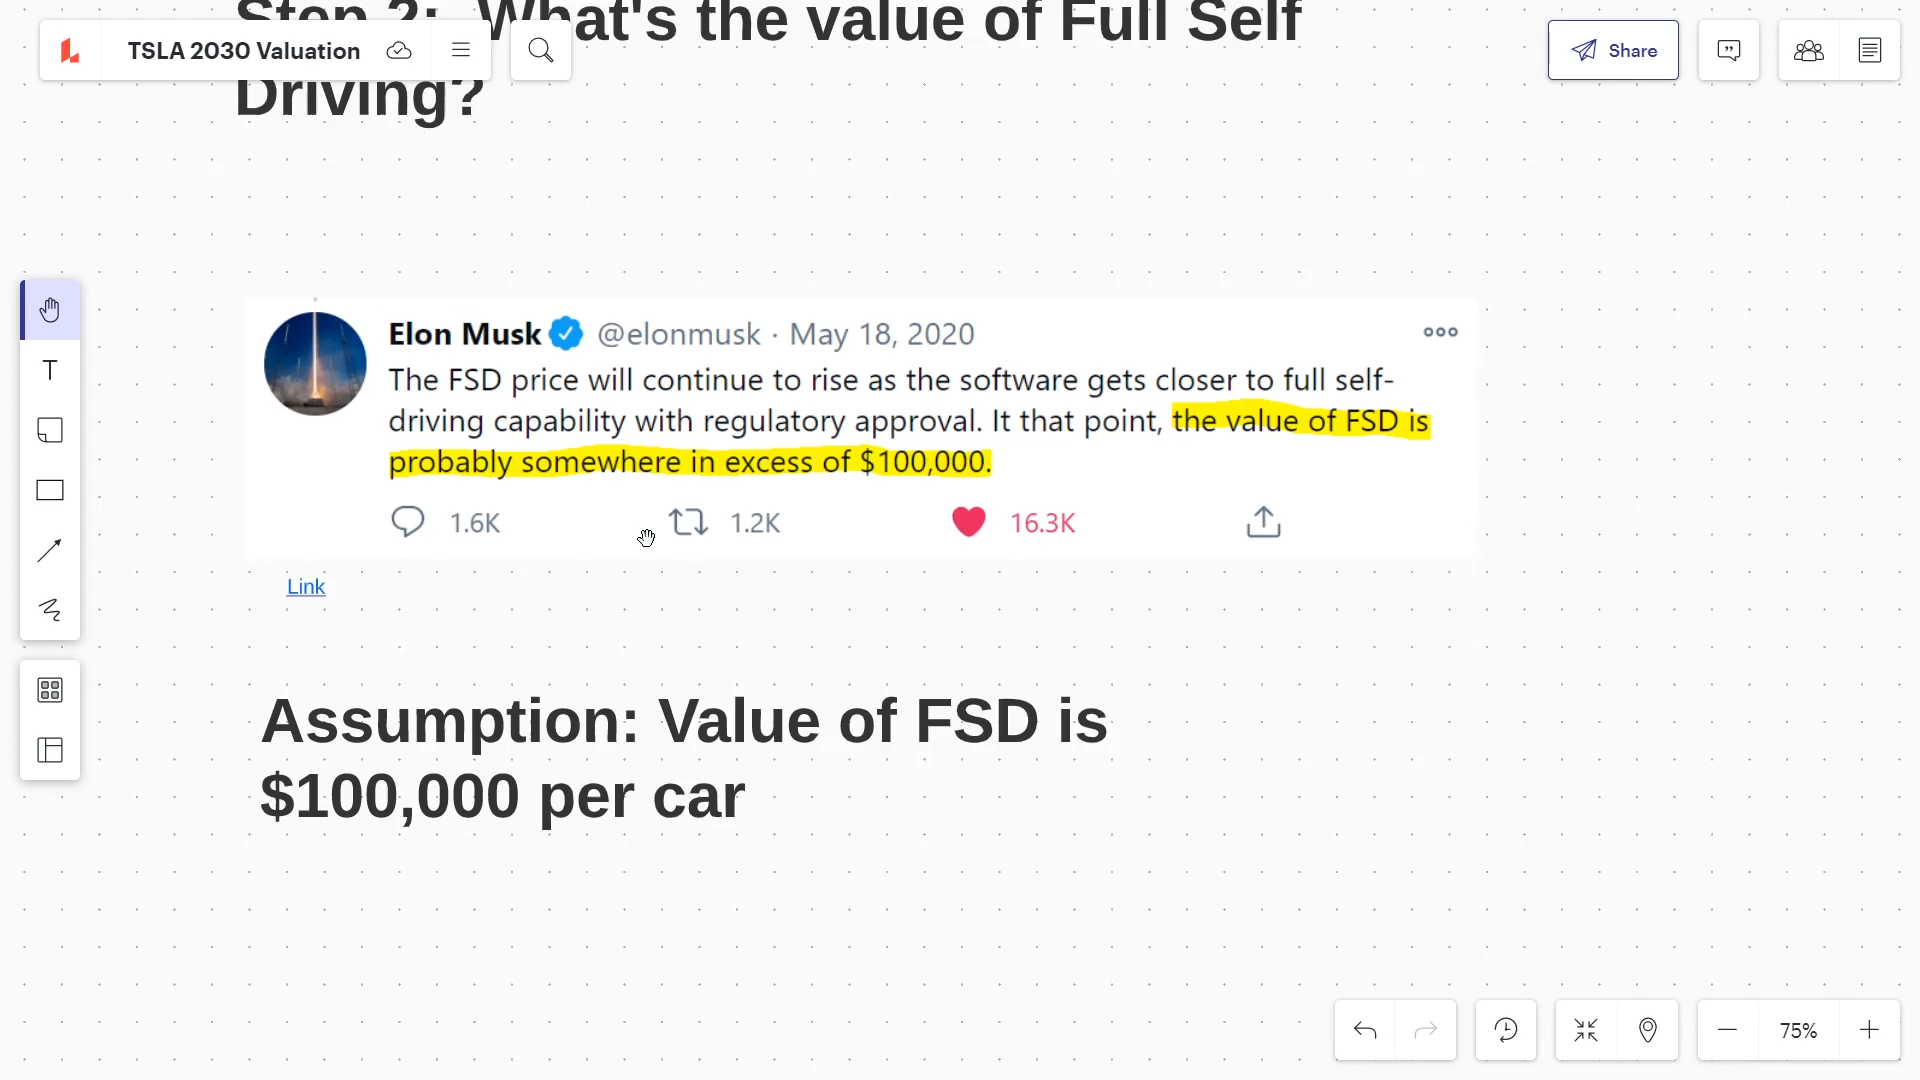 Step 2: What's the value of Full Self
Driving?
TSLA 2030 Valuation
Share
Elon Musk @elonmusk · May 18, 2020
The FSD price will continue to rise as the software gets closer to full self-
driving capability with regulatory approval. It that point, the value of FSD is
probably somewhere in excess of $100,000.
1.6K 1.2K 16.3K
Link
Assumption: Value of FSD is
$100,000 per car
75%